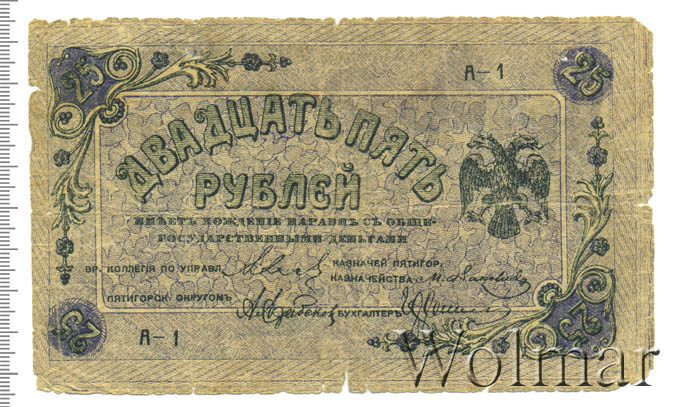 25 25
А-1
ДВАДЦАТЬ ПЯТЬ
РУБЛЕЙ
ИМѢЕТЪ ХОЖДЕНІЕ НАРАВНѢ СЪ ОБЩЕ-
ГОСУДАРСТВЕННЫМИ ДЕНЬГАМИ
ВР. КОЛЛЕГІЯ ПО УПРАВЛ. КАЗНАЧЕЙ ПЯТИГОР.
КАЗНАЧЕЙСТВА
ПЯТИГОРСК. ОКРУГОМЪ БУХГАЛТЕРЪ
А-1
25 25
Wolmar